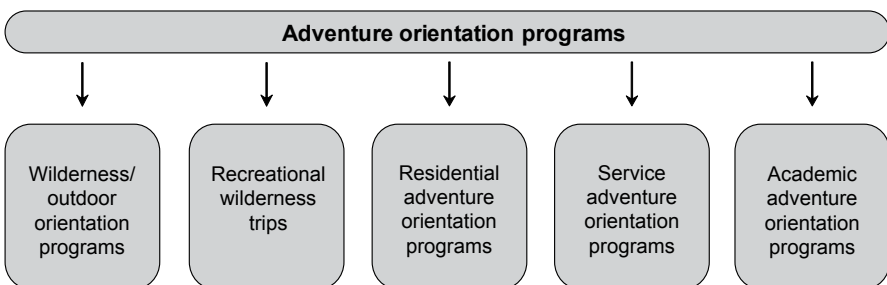 Adventure orientation programs
Wilderness/
outdoor
orientation
programs
Recreational
wilderness
trips
Residential
adventure
orientation
programs
Service
adventure
orientation
programs
Academic
adventure
orientation
programs